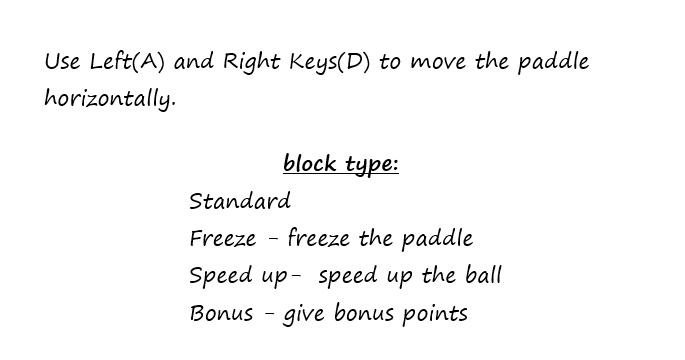 Use Left(A) and Right Keys(D) to move the paddle
horizontally.
block type:
Standard
Freeze - freeze the paddle
Speed up- speed up the ball
Bonus - give bonus points